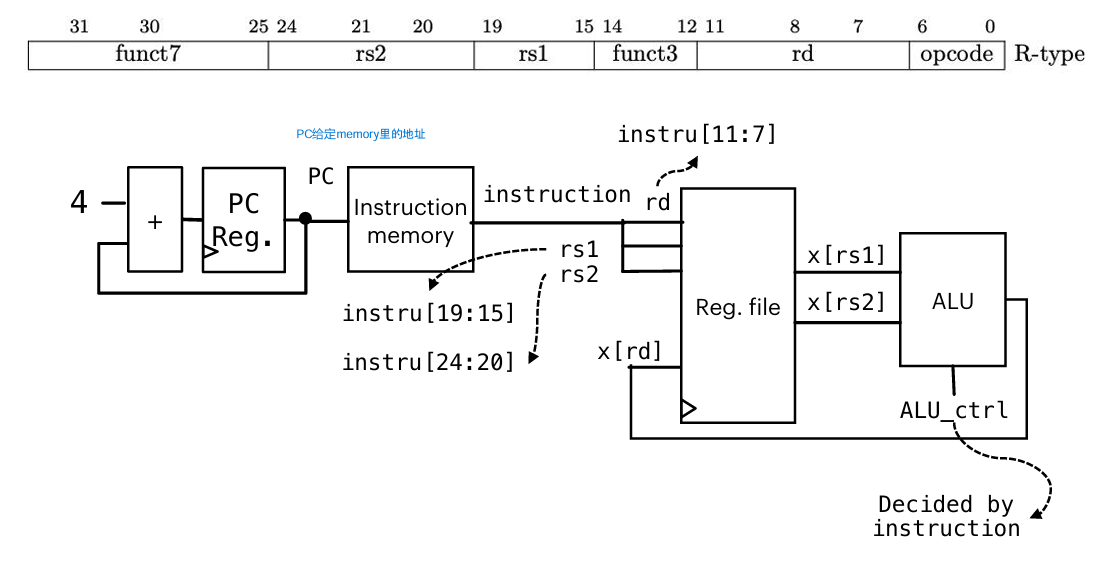 31 30 25 24 21 20 19 15 14 12 11 8 7 6 0
funct7 rs2 rs1 funct3 rd opcode R-type
PC给定memory里的地址
instru[11:7]
PC
4
+
PC
Reg.
Instruction
memory
instruction
rd
rs1
rs2
instru[19:15]
instru[24:20]
x[rd]
Reg. file
x[rs1]
x[rs2]
ALU
ALU_ctrl
Decided by
instruction